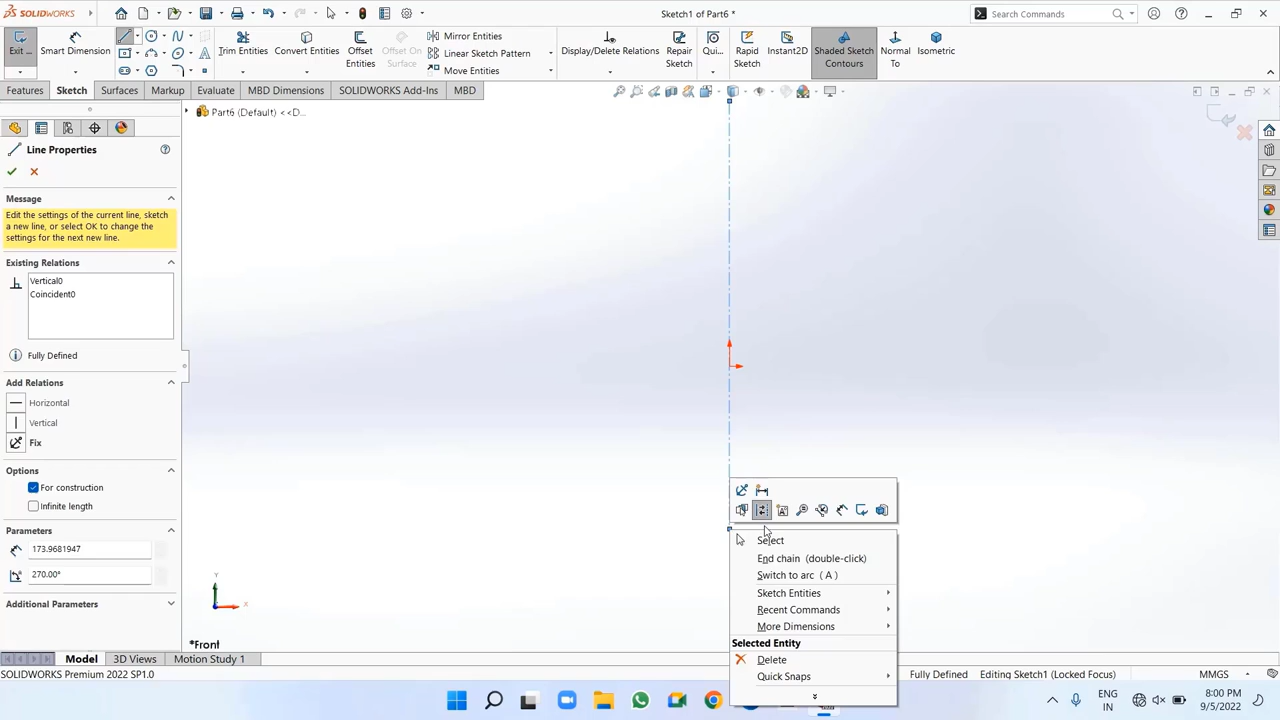 SOLIDWORKS
Sketch1 of Part6 *
Search Commands
Exit ...
Smart Dimension
Trim Entities
Convert Entities
Offset Entities
Offset On Surface
Mirror Entities
Linear Sketch Pattern
Move Entities
Display/Delete Relations
Repair Sketch
Qui...
Rapid Sketch
Instant2D
Shaded Sketch Contours
Normal To
Isometric
Features
Sketch
Surfaces
Markup
Evaluate
MBD Dimensions
SOLIDWORKS Add-Ins
MBD
Part6 (Default) <<D...
Line Properties
Message
Edit the settings of the current line, sketch
a new line, or select OK to change the
settings for the next new line.
Existing Relations
Vertical0
Coincident0
Fully Defined
Add Relations
Horizontal
Vertical
Fix
Options
For construction
Infinite length
Parameters
173.9681947
270.00°
Additional Parameters
Select
End chain (double-click)
Switch to arc ( A )
Sketch Entities
Recent Commands
More Dimensions
Selected Entity
Delete
Quick Snaps
Y
X
*Front
Model
3D Views
Motion Study 1
SOLIDWORKS Premium 2022 SP1.0
Fully Defined
Editing Sketch1 (Locked Focus)
MMGS
ENG
IN
8:00 PM
9/5/2022